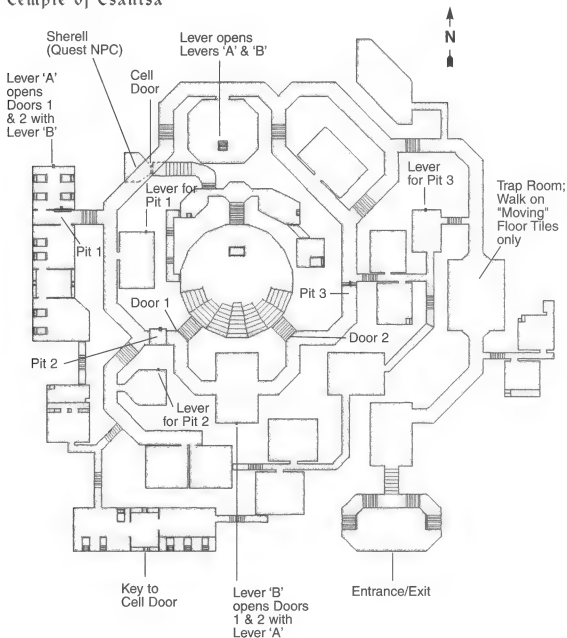 Temple of Tsantsa
N
Sherell
(Quest NPC)
Cell
Door
Lever opens
Levers 'A' & 'B'
Lever 'A'
opens
Doors 1
& 2 with
Lever 'B'
Lever for
Pit 1
Lever
for Pit 3
Trap Room;
Walk on
"Moving"
Floor Tiles
only
Pit 1
Pit 3
Door 1
Door 2
Pit 2
Lever
for Pit 2
Key to
Cell Door
Lever 'B'
opens Doors
1 & 2 with
Lever 'A'
Entrance/Exit